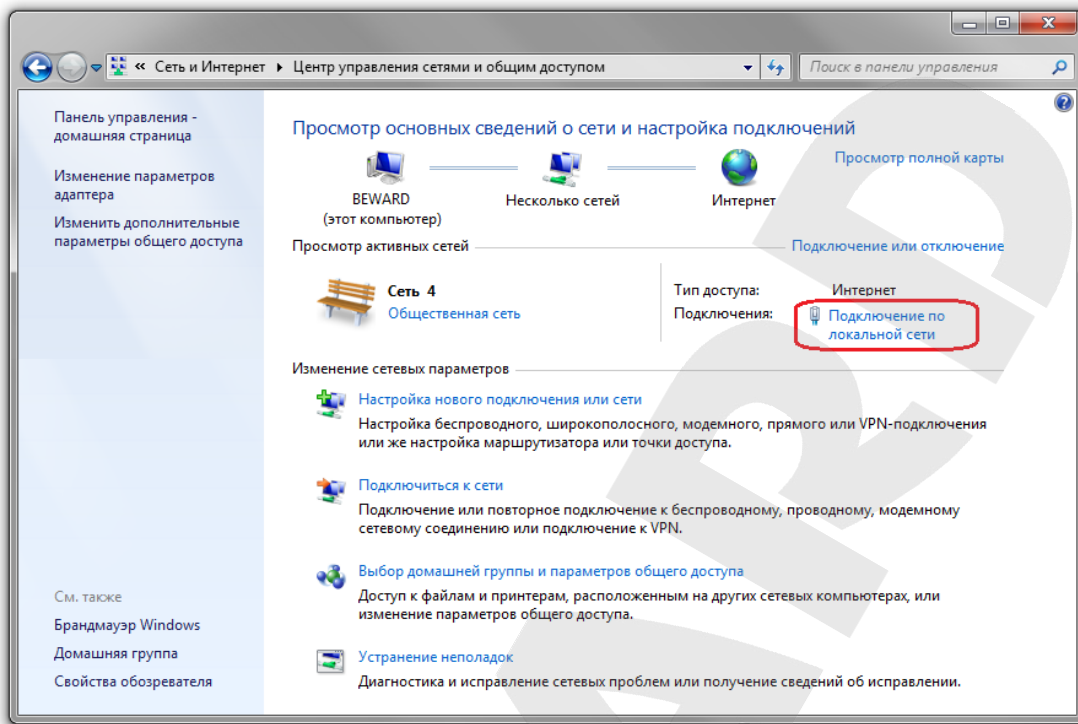 « Сеть и Интернет ▸ Центр управления сетями и общим доступом
Поиск в панели управления
Панель управления -
домашняя страница
Изменение параметров
адаптера
Изменить дополнительные
параметры общего доступа
См. также
Брандмауэр Windows
Домашняя группа
Свойства обозревателя
Просмотр основных сведений о сети и настройка подключений
Просмотр полной карты
BEWARD
(этот компьютер)
Несколько сетей
Интернет
Просмотр активных сетей
Подключение или отключение
Сеть 4
Общественная сеть
Тип доступа: Интернет
Подключения: Подключение по
локальной сети
Изменение сетевых параметров
Настройка нового подключения или сети
Настройка беспроводного, широкополосного, модемного, прямого или VPN-подключения
или же настройка маршрутизатора или точки доступа.
Подключиться к сети
Подключение или повторное подключение к беспроводному, проводному, модемному
сетевому соединению или подключение к VPN.
Выбор домашней группы и параметров общего доступа
Доступ к файлам и принтерам, расположенным на других сетевых компьютерах, или
изменение параметров общего доступа.
Устранение неполадок
Диагностика и исправление сетевых проблем или получение сведений об исправлении.
ARD